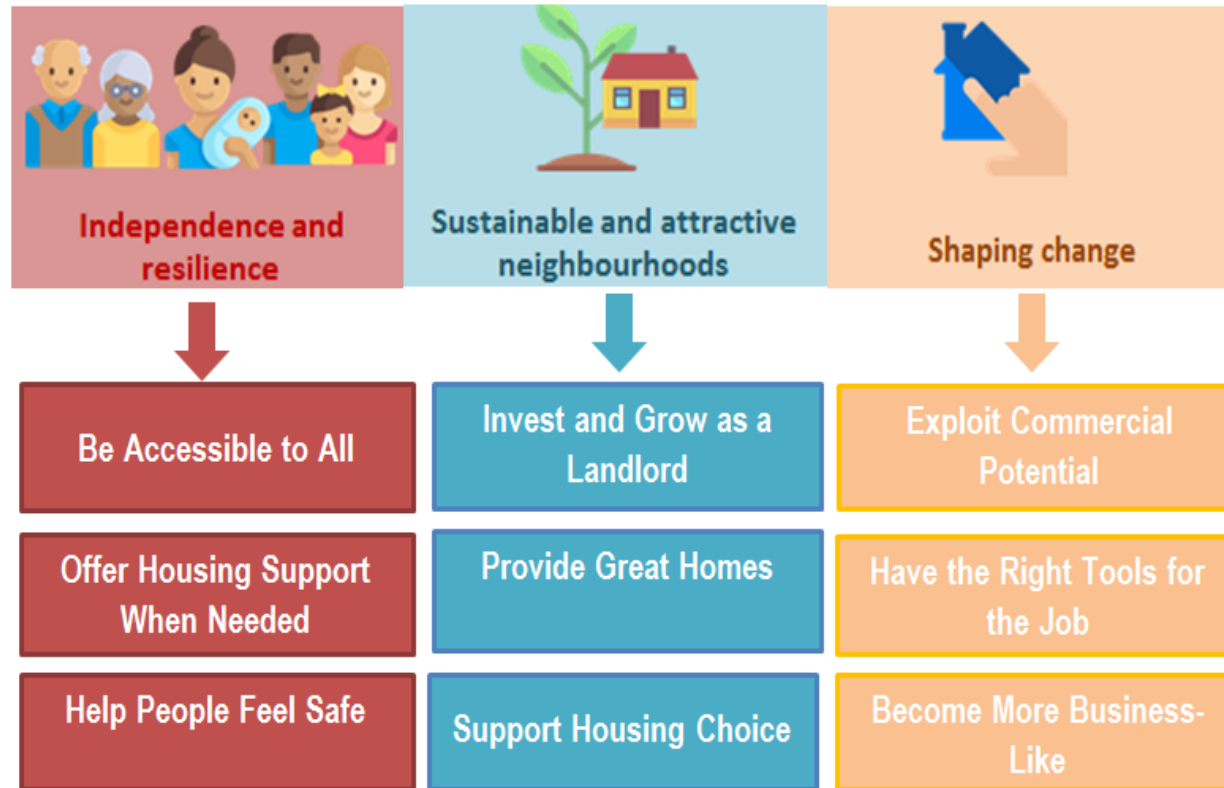 Independence and
resilience
Sustainable and attractive
neighbourhoods
Shaping change
Be Accessible to All
Invest and Grow as a
Landlord
Exploit Commercial
Potential
Offer Housing Support
When Needed
Provide Great Homes
Have the Right Tools for
the Job
Help People Feel Safe
Support Housing Choice
Become More Business-
Like